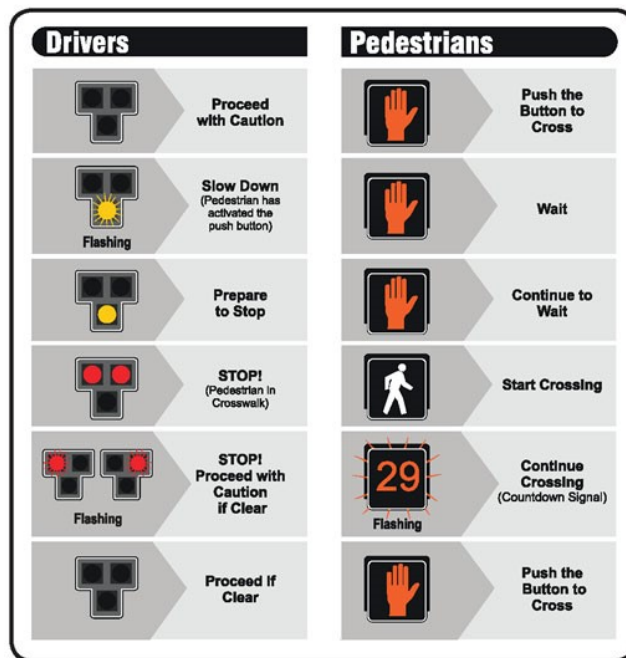 Drivers
Pedestrians
Proceed
with Caution
Push the
Button to
Cross
Slow Down
(Pedestrian has
activated the
push button)
Flashing
Wait
Prepare
to Stop
Continue to
Wait
STOP!
(Pedestrian in
Crosswalk)
Start Crossing
STOP!
Proceed with
Caution
if Clear
Flashing
29
Flashing
Continue
Crossing
(Countdown Signal)
Proceed If
Clear
Push the
Button to
Cross